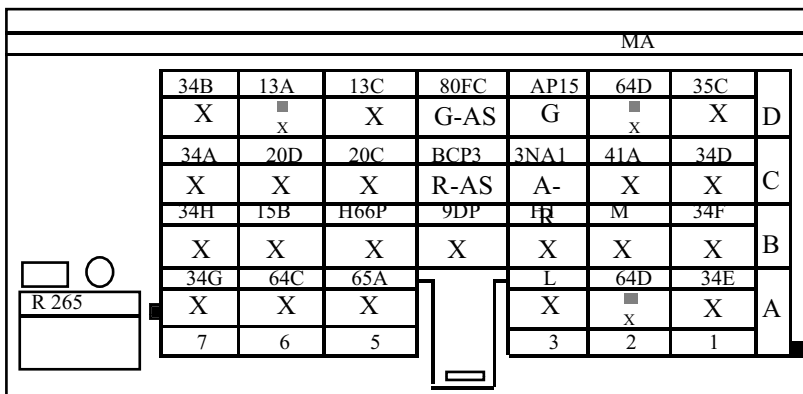 MA
34B 13A 13C 80FC AP15 64D 35C
X X X G-AS G X X D
34A 20D 20C BCP3 3NA1 41A 34D
X X X R-AS A-R X X C
34H 15B H66P 9DP M 34F
X X X X X X X B
34G 64C 65A L 64D 34E
R 265 X X X X X X A
7 6 5 3 2 1